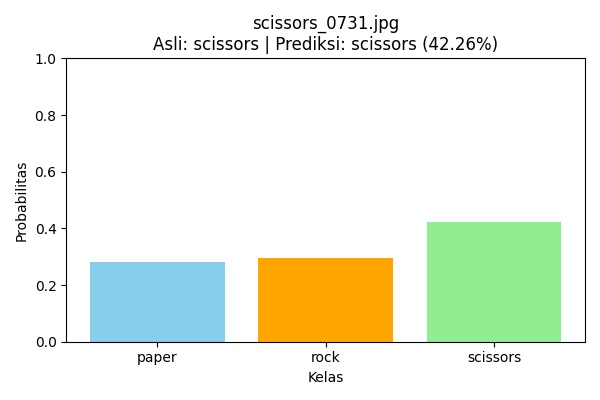 scissors_0731.jpg
Asli: scissors | Prediksi: scissors (42.26%)
1.0
0.8
0.6
0.4
0.2
0.0
Probabilitas
paper
rock
scissors
Kelas